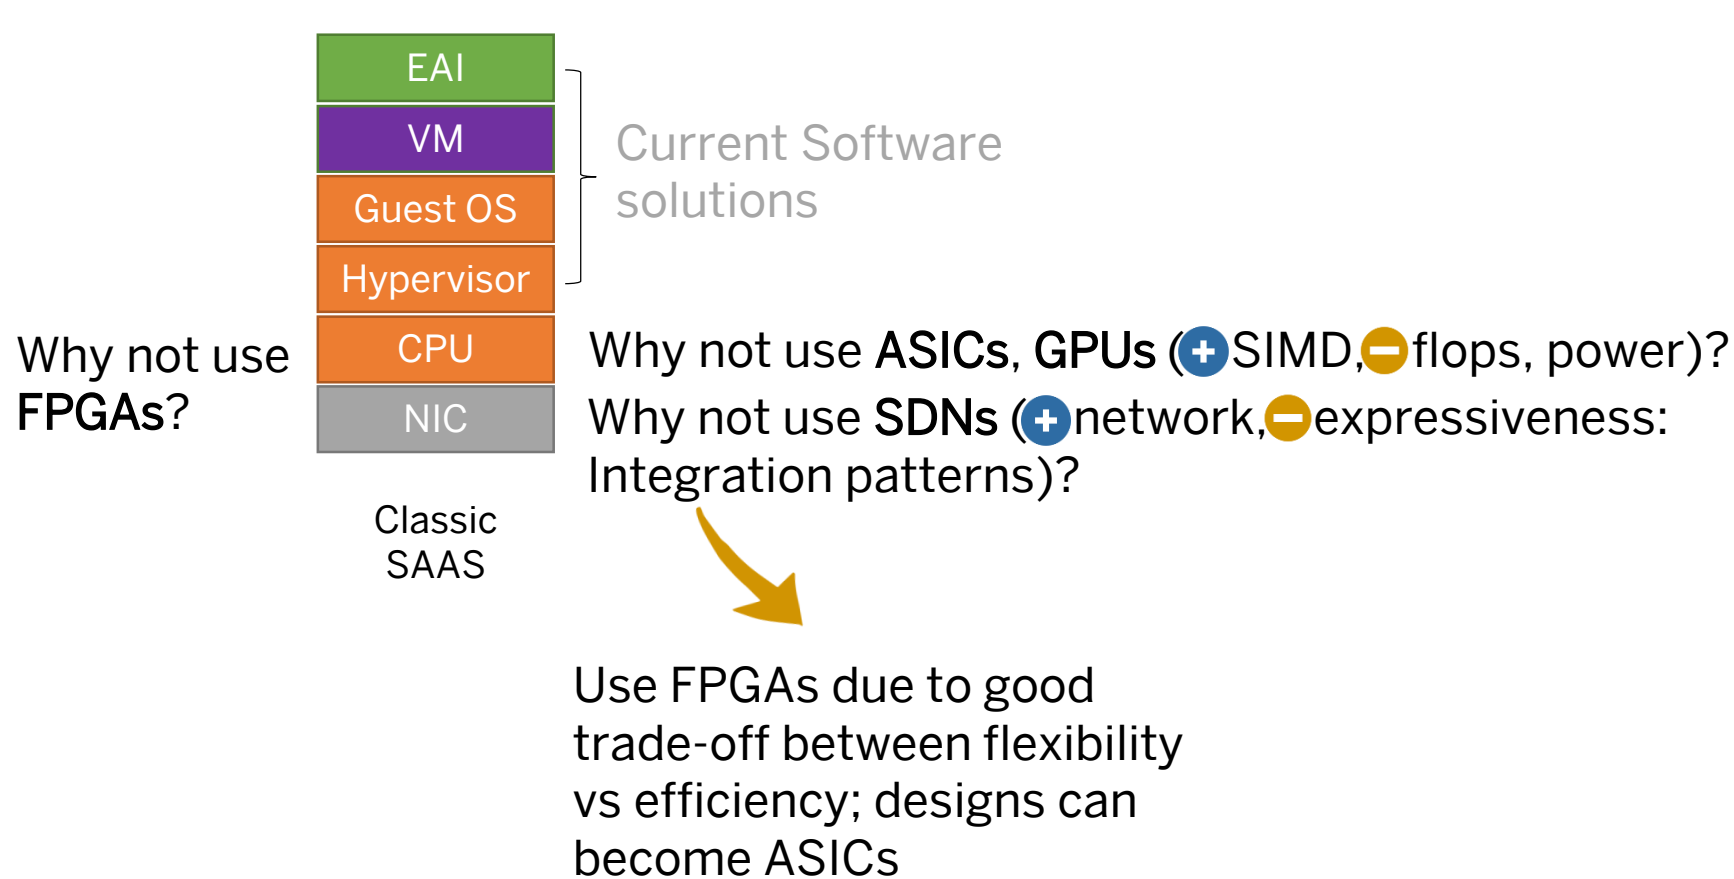 EAI
VM
Guest OS
Hypervisor
CPU
NIC
Classic
SAAS
Current Software
solutions
Why not use
FPGAs?
Why not use ASICs, GPUs (+SIMD,−flops, power)?
Why not use SDNs (+network,−expressiveness:
Integration patterns)?
Use FPGAs due to good
trade-off between flexibility
vs efficiency; designs can
become ASICs